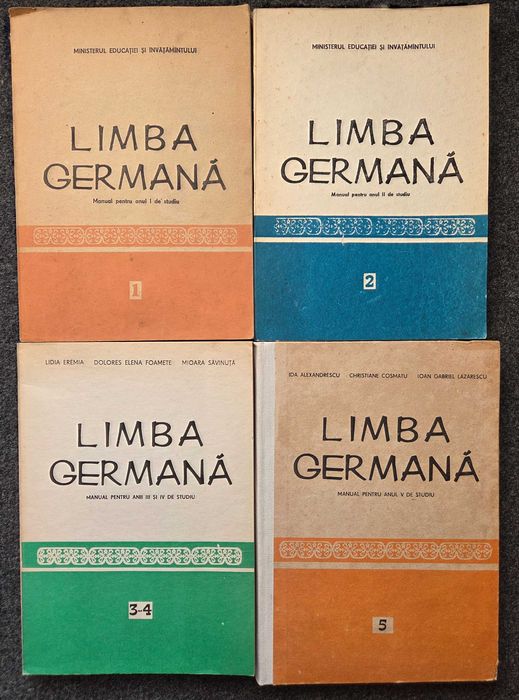 MINISTERUL EDUCAȚIEI ȘI ÎNVĂȚĂMÎNTULUI
LIMBA
GERMANĂ
Manual pentru anul I de studiu
1
MINISTERUL EDUCAȚIEI ȘI ÎNVĂȚĂMÎNTULUI
LIMBA
GERMANĂ
Manual pentru anul II de studiu
2
LIDIA EREMIA DOLORES ELENA FOAMETE MIOARA SĂVINUȚĂ
LIMBA
GERMANĂ
MANUAL PENTRU ANII III ȘI IV DE STUDIU
3-4
IDA ALEXANDRESCU CHRISTIANE COSMATU IOAN GABRIEL LĂZĂRESCU
LIMBA
GERMANĂ
MANUAL PENTRU ANUL V DE STUDIU
5